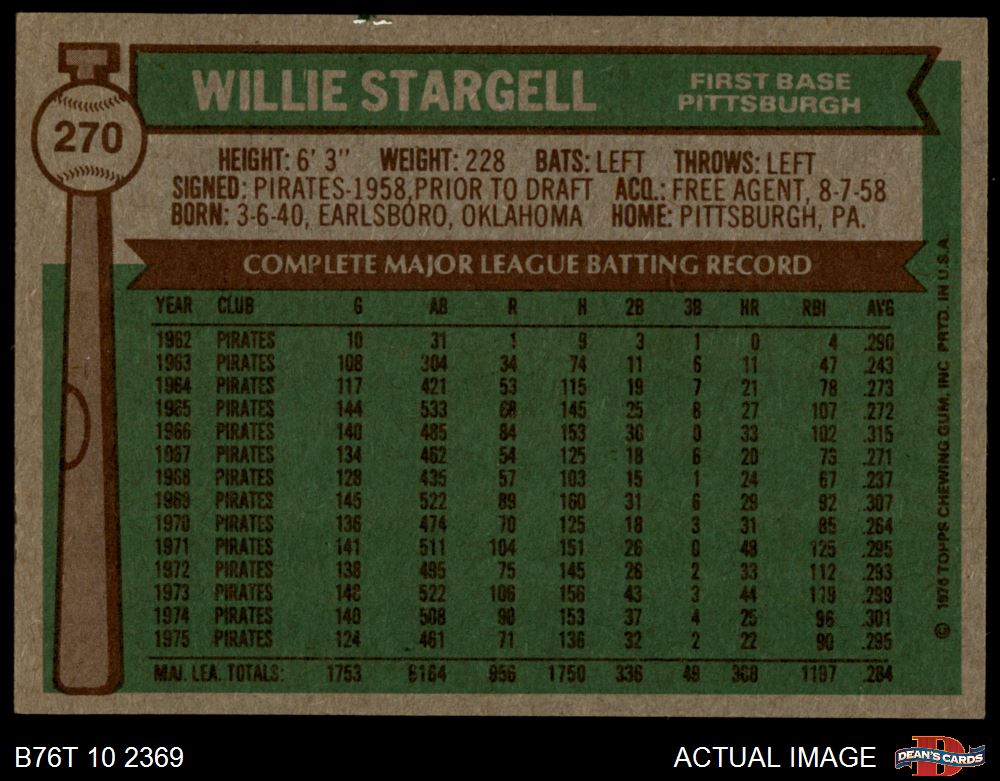 270
WILLIE STARGELL
FIRST BASE
PITTSBURGH
HEIGHT: 6' 3" WEIGHT: 228 BATS: LEFT THROWS: LEFT
SIGNED: PIRATES-1958,PRIOR TO DRAFT ACQ.: FREE AGENT, 8-7-58
BORN: 3-6-40, EARLSBORO, OKLAHOMA HOME: PITTSBURGH, PA.
COMPLETE MAJOR LEAGUE BATTING RECORD
YEAR CLUB G AB R H 2B 3B HR RBI AVG
1962 PIRATES 10 31 1 9 3 1 0 4 .290
1963 PIRATES 108 304 34 74 11 6 11 47 .243
1964 PIRATES 117 421 53 115 19 7 21 78 .273
1965 PIRATES 144 533 68 145 25 8 27 107 .272
1966 PIRATES 140 485 84 153 30 0 33 102 .315
1967 PIRATES 134 462 54 125 18 6 20 73 .271
1968 PIRATES 128 435 57 103 15 1 24 67 .237
1969 PIRATES 145 522 89 160 31 6 29 92 .307
1970 PIRATES 136 474 70 125 18 3 31 85 .264
1971 PIRATES 141 511 104 151 26 0 48 125 .295
1972 PIRATES 138 495 75 145 28 2 33 112 .293
1973 PIRATES 148 522 106 156 43 3 44 119 .299
1974 PIRATES 140 508 90 153 37 4 25 96 .301
1975 PIRATES 124 461 71 136 32 2 22 90 .295
MAJ. LEA. TOTALS: 1753 6164 956 1750 336 49 368 1197 .284
© 1976 TOPPS CHEWING GUM, INC PRTD. IN U.S.A.
B76T 10 2369
ACTUAL IMAGE
D
DEAN'S CARDS